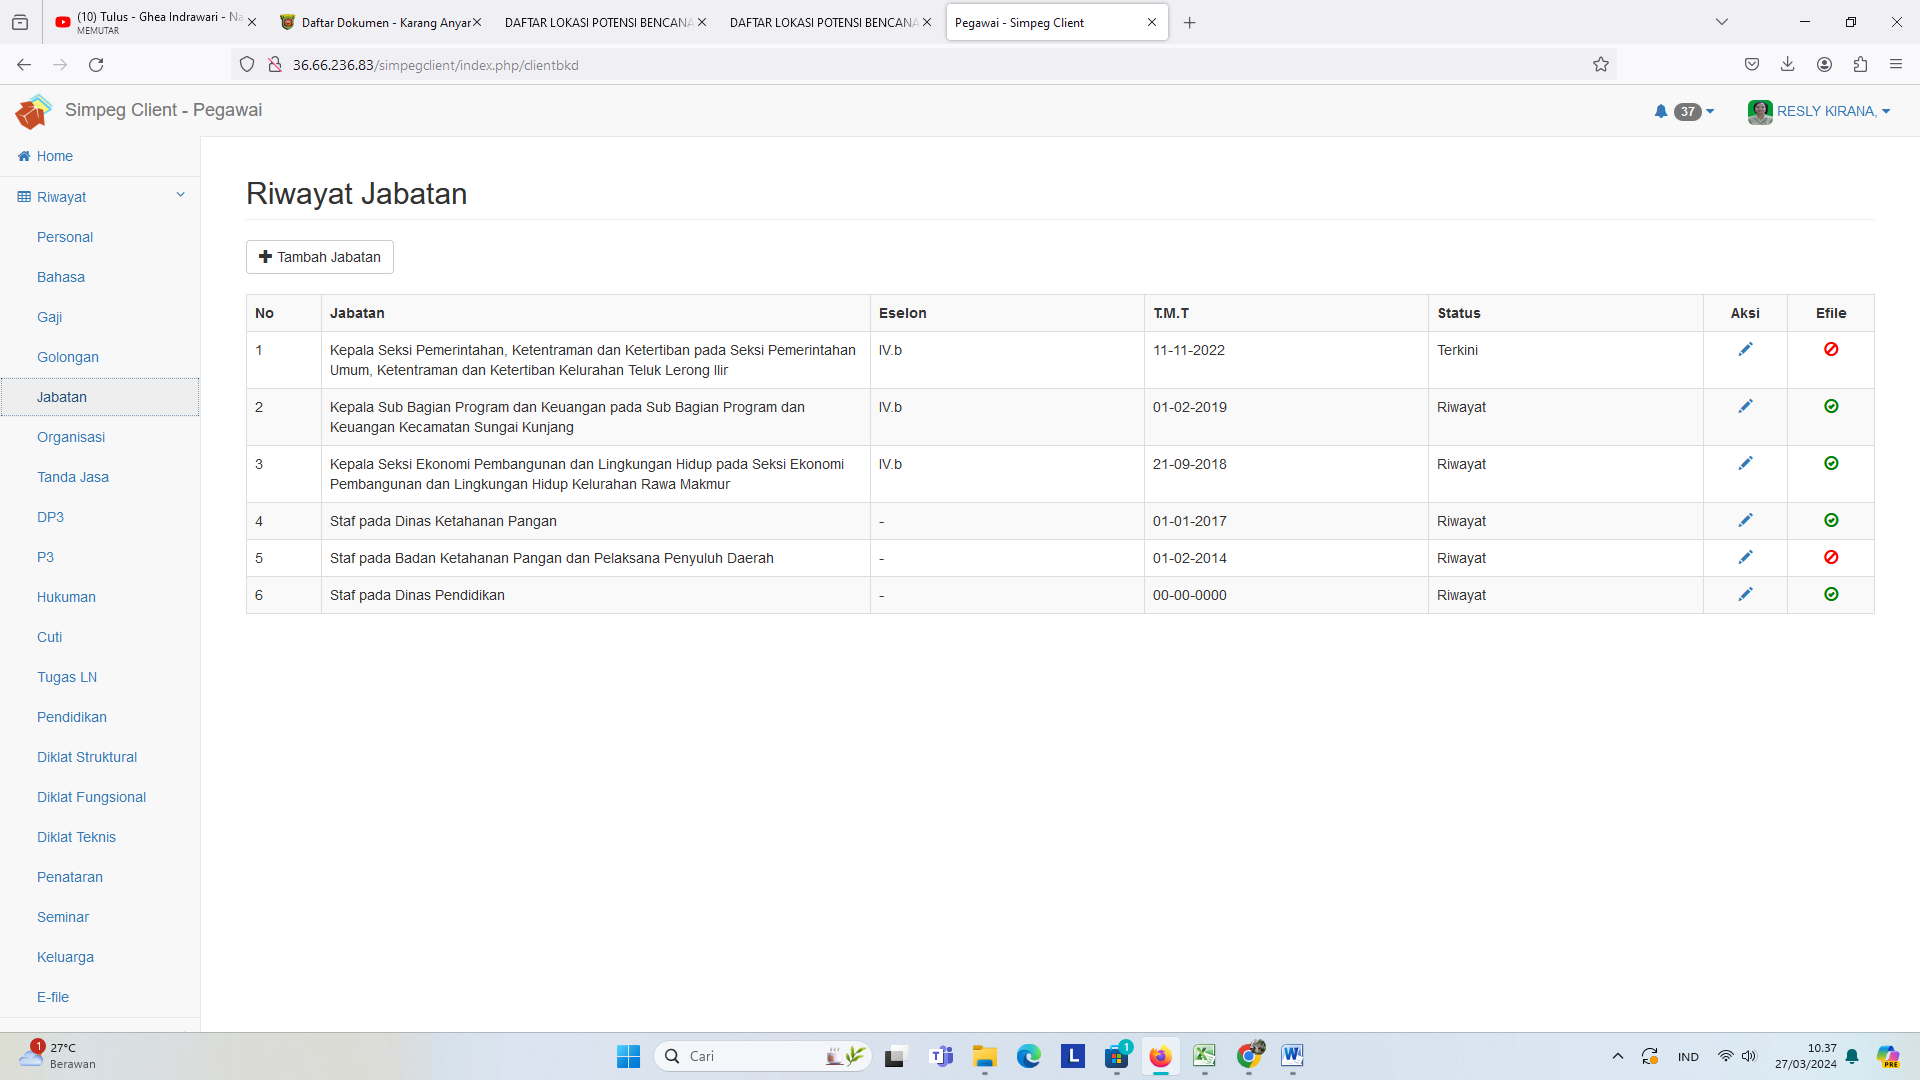 (10) Tulus - Ghea Indrawari - Na
MEMUTAR
Daftar Dokumen - Karang Anyar
DAFTAR LOKASI POTENSI BENCANA
DAFTAR LOKASI POTENSI BENCANA
Pegawai - Simpeg Client
36.66.236.83/simpegclient/index.php/clientbkd
Simpeg Client - Pegawai
37
RESLY KIRANA,
Home
Riwayat
Personal
Bahasa
Gaji
Golongan
Jabatan
Organisasi
Tanda Jasa
DP3
P3
Hukuman
Cuti
Tugas LN
Pendidikan
Diklat Struktural
Diklat Fungsional
Diklat Teknis
Penataran
Seminar
Keluarga
E-file
Riwayat Jabatan
Tambah Jabatan
No Jabatan Eselon T.M.T Status Aksi Efile
1 Kepala Seksi Pemerintahan, Ketentraman dan Ketertiban pada Seksi Pemerintahan IV.b 11-11-2022 Terkini
Umum, Ketentraman dan Ketertiban Kelurahan Teluk Lerong Ilir
2 Kepala Sub Bagian Program dan Keuangan pada Sub Bagian Program dan IV.b 01-02-2019 Riwayat
Keuangan Kecamatan Sungai Kunjang
3 Kepala Seksi Ekonomi Pembangunan dan Lingkungan Hidup pada Seksi Ekonomi IV.b 21-09-2018 Riwayat
Pembangunan dan Lingkungan Hidup Kelurahan Rawa Makmur
4 Staf pada Dinas Ketahanan Pangan - 01-01-2017 Riwayat
5 Staf pada Badan Ketahanan Pangan dan Pelaksana Penyuluh Daerah - 01-02-2014 Riwayat
6 Staf pada Dinas Pendidikan - 00-00-0000 Riwayat
1
27°C
Berawan
Cari
L
1
IND
10.37
27/03/2024
PRE